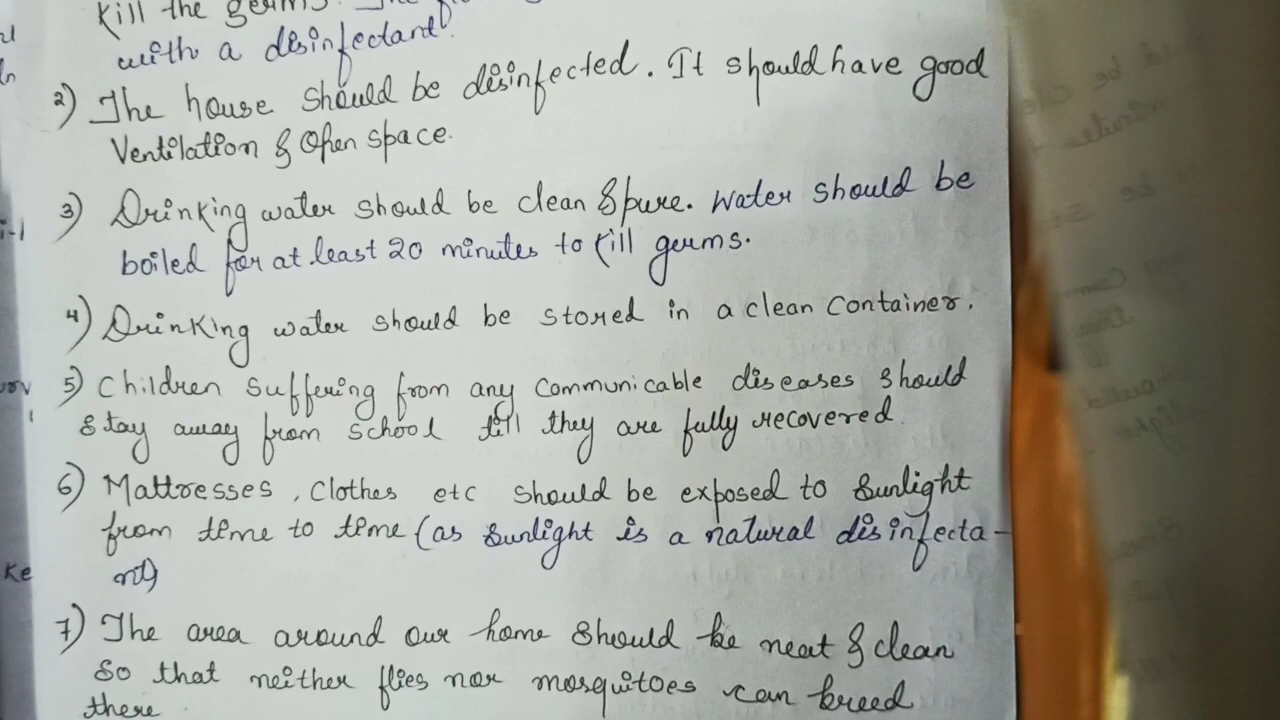 Kill the germs. The
with a disinfectant.
2) The house should be disinfected. It should have good
Ventilation & Open space.
3) Drinking water should be clean & pure. Water should be
boiled for at least 20 minutes to kill germs.
4) Drinking water should be stored in a clean Container.
5) Children Suffering from any Communicable diseases should
stay away from school till they are fully recovered.
6) Mattresses, Clothes etc should be exposed to Sunlight
from time to time (as Sunlight is a natural disinfecta-
nt)
7) The area around our home should be neat & clean
So that neither flies nor mosquitoes can breed
there
Ke